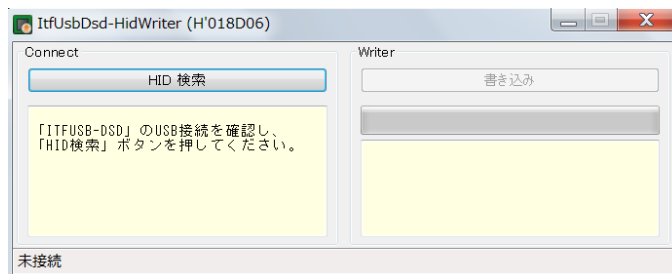 ItfUsbDsd-HidWriter (H'018D06)
Connect
HID 検索
「ITFUSB-DSD」のUSB接続を確認し、
「HID検索」ボタンを押してください。
Writer
書き込み
未接続